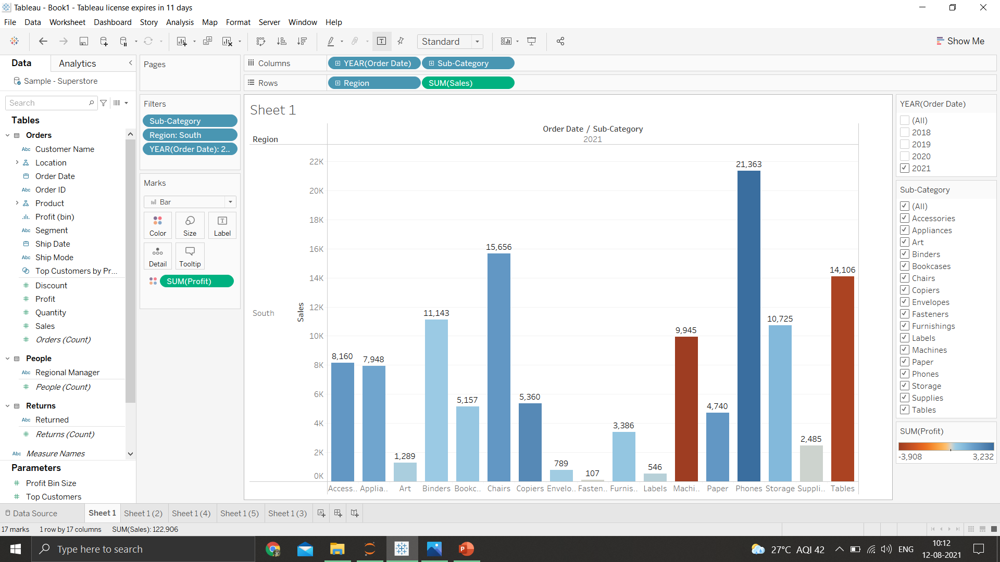 Tableau - Book1 - Tableau license expires in 11 days
File Data Worksheet Dashboard Story Analysis Map Format Server Window Help
Standard
Show Me
Data Analytics
Sample - Superstore
Search
Tables
Orders
Abc Customer Name
Location
Order Date
Abc Order ID
Product
Profit (bin)
Abc Segment
Ship Date
Abc Ship Mode
Top Customers by Pr...
# Discount
# Profit
# Quantity
# Sales
# Orders (Count)
People
Abc Regional Manager
# People (Count)
Returns
Abc Returned
# Returns (Count)
Abc Measure Names
Parameters
# Profit Bin Size
# Top Customers
Pages
Filters
Sub-Category
Region: South
YEAR(Order Date): 2..
Marks
Bar
Color Size Label
Detail Tooltip
SUM(Profit)
Columns YEAR(Order Date) Sub-Category
Rows Region SUM(Sales)
Sheet 1
Order Date / Sub-Category
Region 2021
22K
20K
18K
16K
14K
12K
10K
8K
6K
4K
2K
0K
Sales
South
8,160
7,948
1,289
11,143
5,157
15,656
5,360
789
107
3,386
546
9,945
4,740
21,363
10,725
2,485
14,106
Access.. Applia.. Art Binders Bookc.. Chairs Copiers Envelo.. Fasten.. Furnis.. Labels Machi.. Paper Phones Storage Suppli.. Tables
YEAR(Order Date)
(All)
2018
2019
2020
2021
Sub-Category
(All)
Accessories
Appliances
Art
Binders
Bookcases
Chairs
Copiers
Envelopes
Fasteners
Furnishings
Labels
Machines
Paper
Phones
Storage
Supplies
Tables
SUM(Profit)
-3,908 3,232
Data Source Sheet 1 Sheet 1 (2) Sheet 1 (4) Sheet 1 (5) Sheet 1 (3)
17 marks 1 row by 17 columns SUM(Sales): 122,906
Type here to search
27°C AQI 42 ENG
10:12
12-08-2021